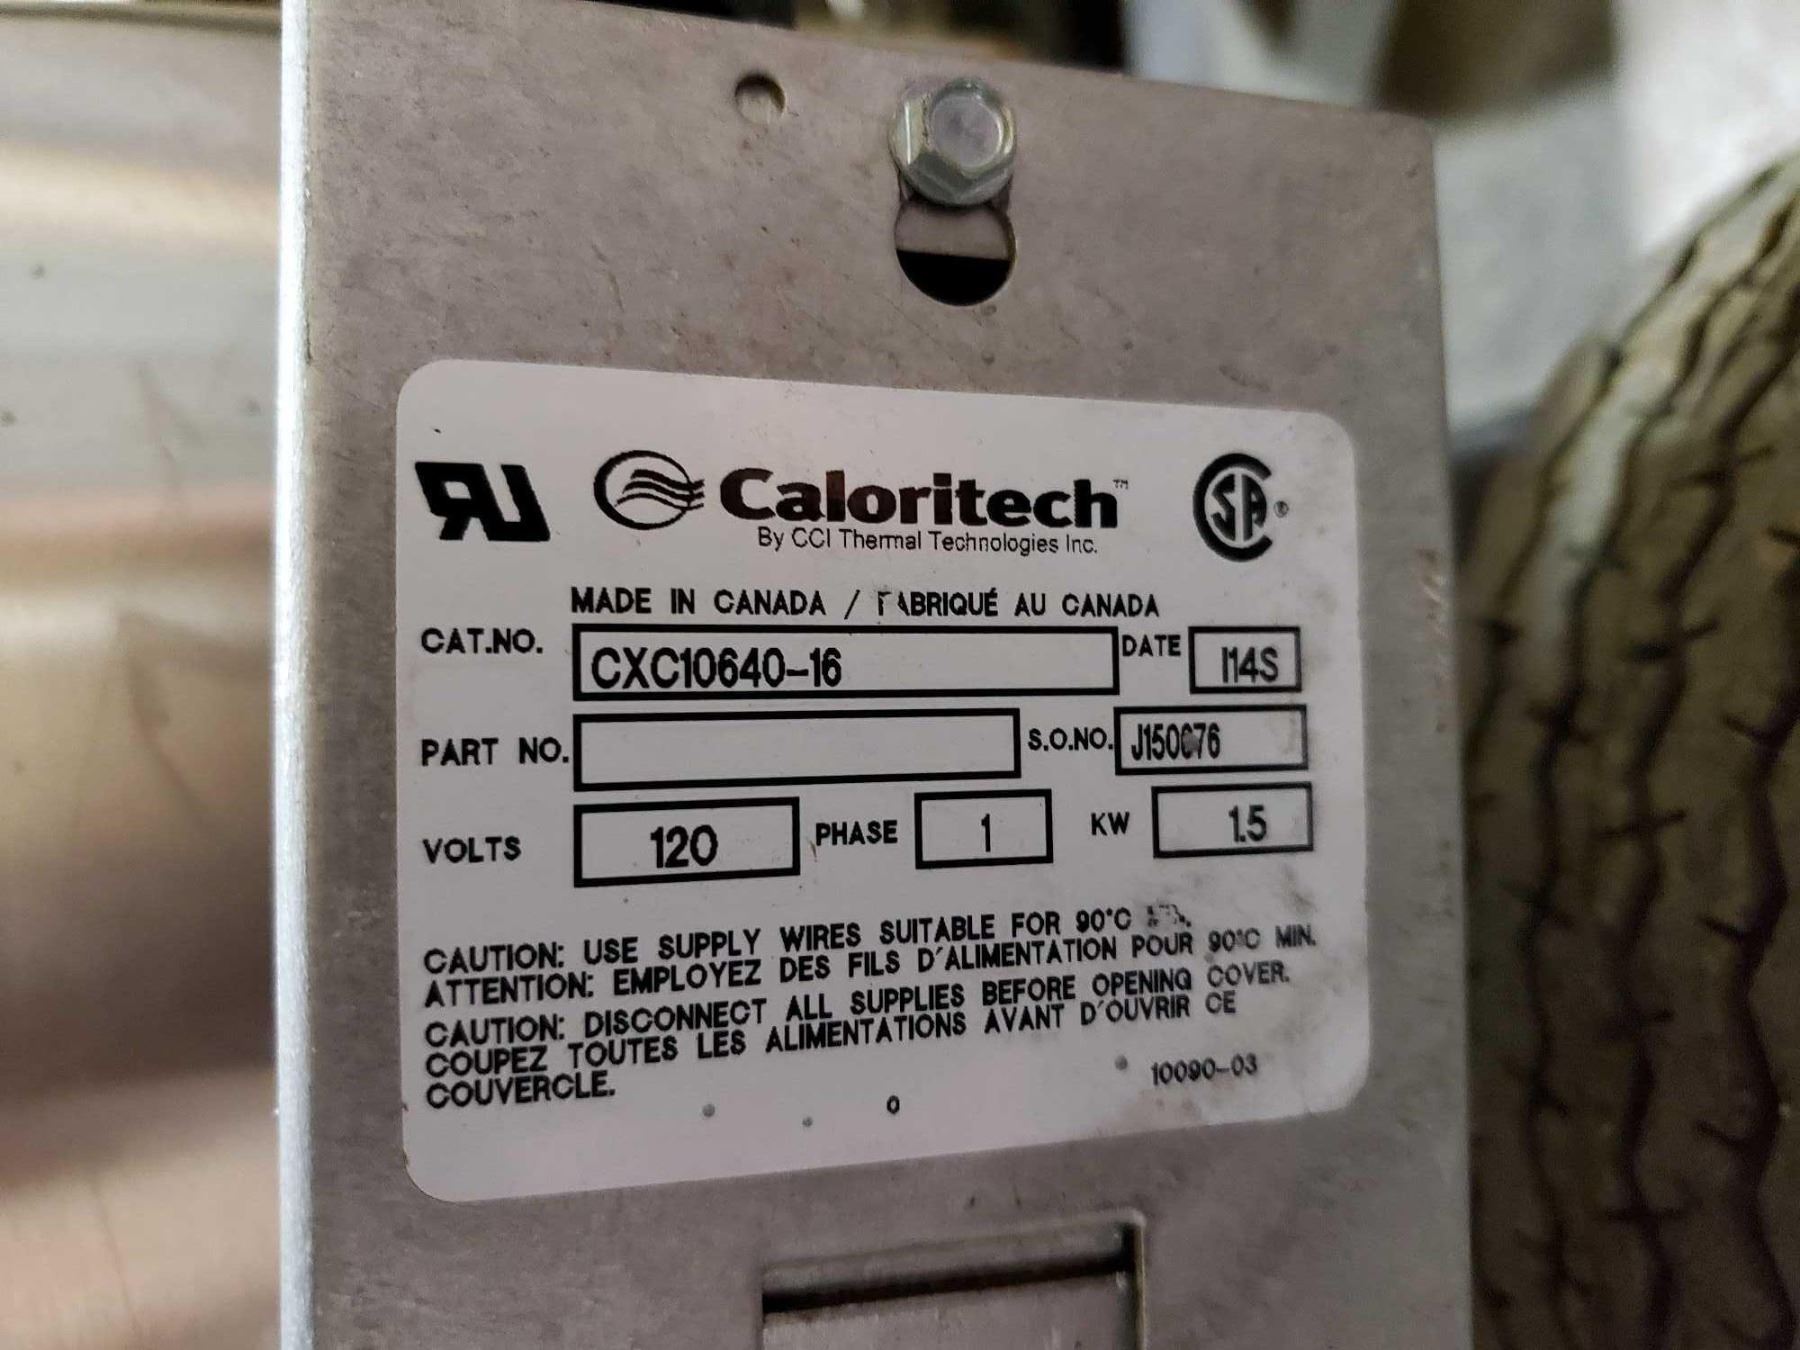 Caloritech™
By CCI Thermal Technologies Inc.
MADE IN CANADA / FABRIQUÉ AU CANADA
CAT.NO. CXC10640-16 DATE I14S
PART NO. S.O.NO.
VOLTS 120 PHASE 1 KW 1.5
CAUTION: USE SUPPLY WIRES SUITABLE FOR 90°C
ATTENTION: EMPLOYEZ DES FILS D'ALIMENTATION POUR 90°C MIN.
CAUTION: DISCONNECT ALL SUPPLIES BEFORE OPENING COVER.
COUPEZ TOUTES LES ALIMENTATIONS AVANT D'OUVRIR CE
COUVERCLE.
10090-03